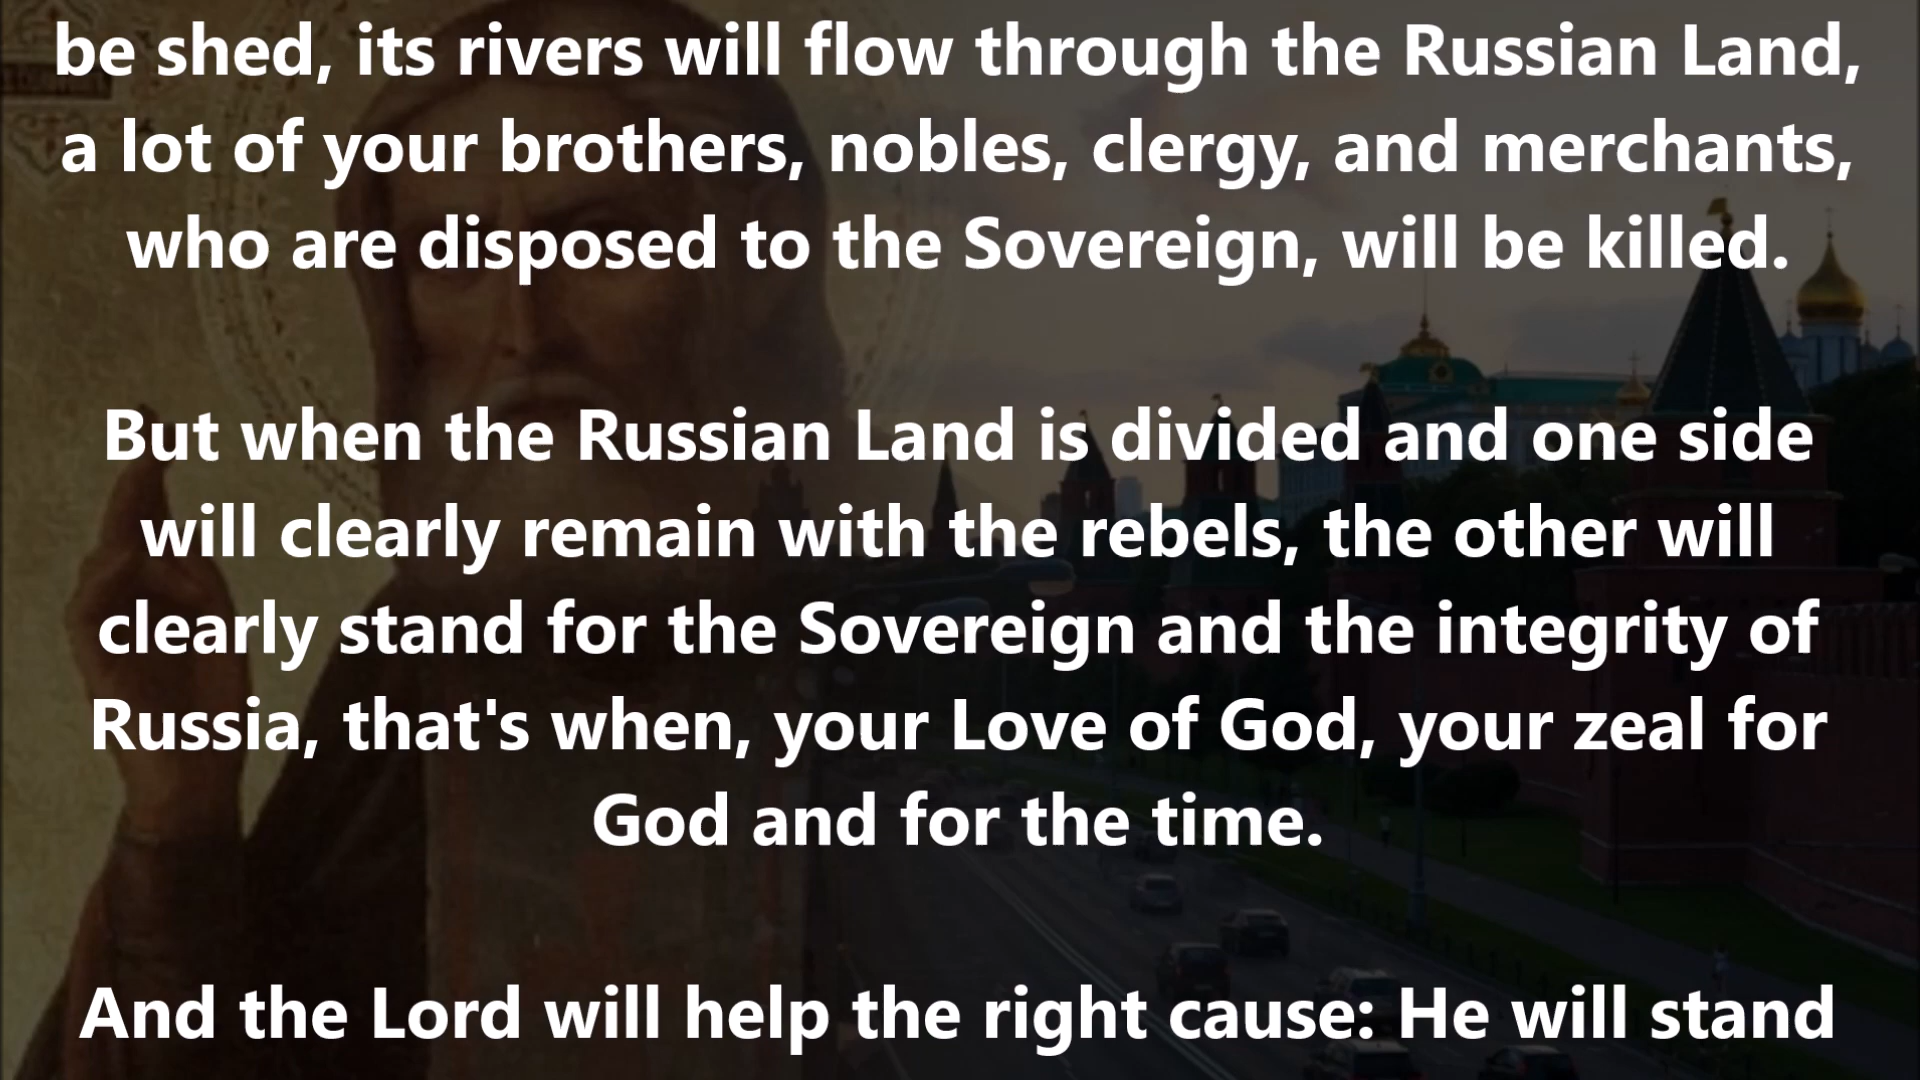 be shed, its rivers will flow through the Russian Land,
a lot of your brothers, nobles, clergy, and merchants,
who are disposed to the Sovereign, will be killed.
But when the Russian Land is divided and one side
will clearly remain with the rebels, the other will
clearly stand for the Sovereign and the integrity of
Russia, that's when, your Love of God, your zeal for
God and for the time.
And the Lord will help the right cause: He will stand